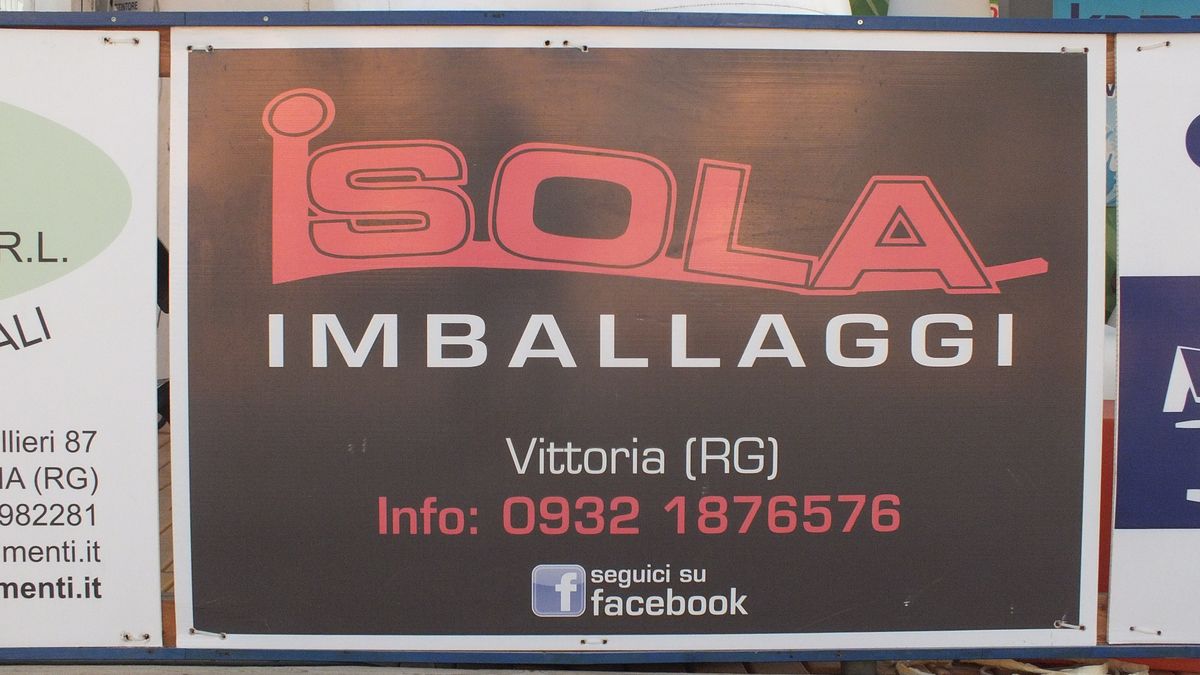 iSOLA
IMBALLAGGI
Vittoria (RG)
Info: 0932 1876576
f seguici su
facebook
R.L.
ALI
llieri 87
IA (RG)
982281
menti.it
menti.it